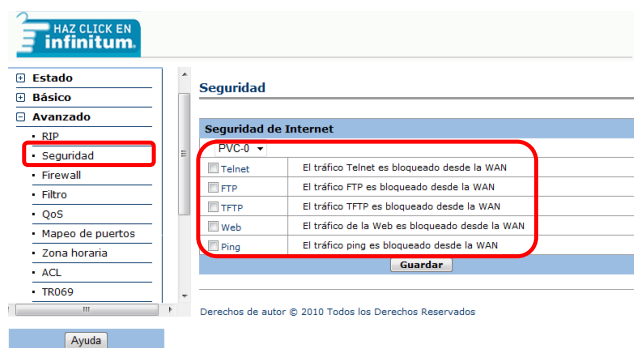 HAZ CLICK EN
infinitum.
Estado
Básico
Avanzado
RIP
Seguridad
Firewall
Filtro
QoS
Mapeo de puertos
Zona horaria
ACL
TR069
Ayuda
Seguridad
Seguridad de Internet
PVC-0
Telnet El tráfico Telnet es bloqueado desde la WAN
FTP El tráfico FTP es bloqueado desde la WAN
TFTP El tráfico TFTP es bloqueado desde la WAN
Web El tráfico de la Web es bloqueado desde la WAN
Ping El tráfico ping es bloqueado desde la WAN
Guardar
Derechos de autor © 2010 Todos los Derechos Reservados